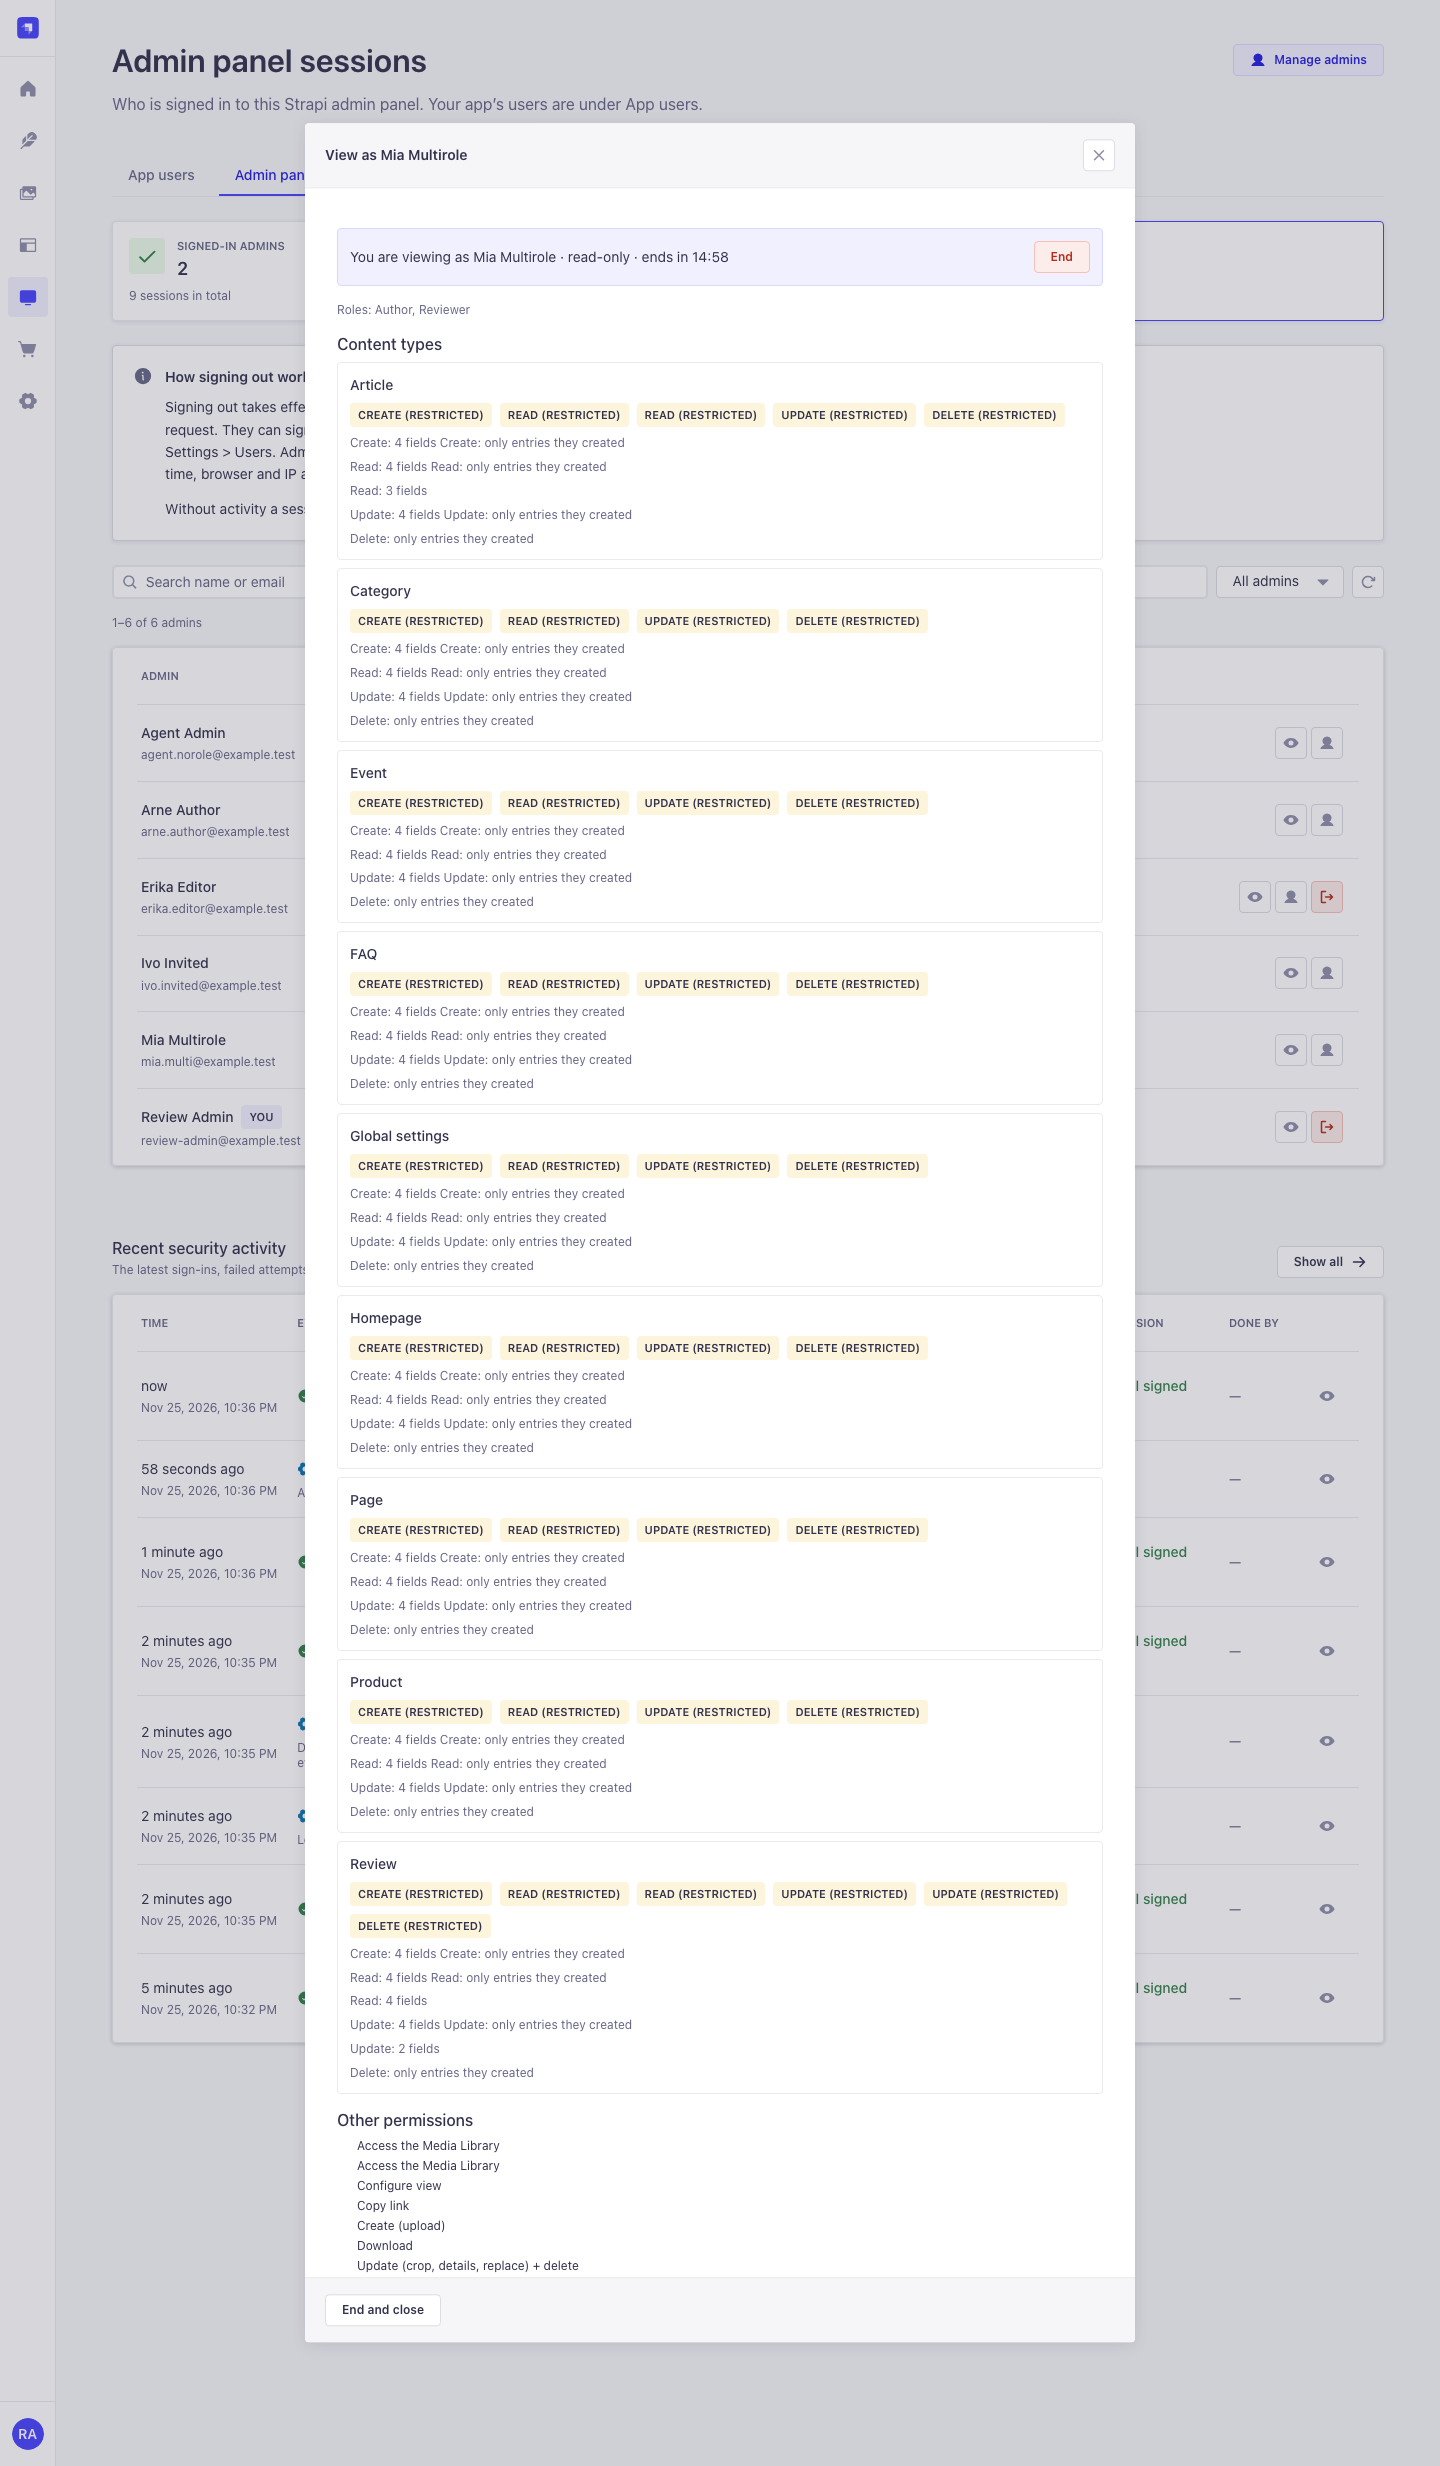 Admin panel sessions
Manage admins
Who is signed in to this Strapi admin panel. Your app’s users are under App users.
View as Mia Multirole
App users
Admin pan
SIGNED-IN ADMINS
2
9 sessions in total
You are viewing as Mia Multirole · read-only · ends in 14:58
End
Roles: Author, Reviewer
Content types
How signing out worl
Signing out takes effe
request. They can sig
Settings > Users. Adm
time, browser and IP a
Without activity a ses
Article
CREATE (RESTRICTED) READ (RESTRICTED) READ (RESTRICTED) UPDATE (RESTRICTED) DELETE (RESTRICTED)
Create: 4 fields Create: only entries they created
Read: 4 fields Read: only entries they created
Read: 3 fields
Update: 4 fields Update: only entries they created
Delete: only entries they created
Search name or email
All admins
1–6 of 6 admins
Category
CREATE (RESTRICTED) READ (RESTRICTED) UPDATE (RESTRICTED) DELETE (RESTRICTED)
Create: 4 fields Create: only entries they created
Read: 4 fields Read: only entries they created
Update: 4 fields Update: only entries they created
Delete: only entries they created
ADMIN
Agent Admin
agent.norole@example.test
Arne Author
arne.author@example.test
Erika Editor
erika.editor@example.test
Ivo Invited
ivo.invited@example.test
Mia Multirole
mia.multi@example.test
Review Admin YOU
review-admin@example.test
Event
CREATE (RESTRICTED) READ (RESTRICTED) UPDATE (RESTRICTED) DELETE (RESTRICTED)
Create: 4 fields Create: only entries they created
Read: 4 fields Read: only entries they created
Update: 4 fields Update: only entries they created
Delete: only entries they created
FAQ
CREATE (RESTRICTED) READ (RESTRICTED) UPDATE (RESTRICTED) DELETE (RESTRICTED)
Create: 4 fields Create: only entries they created
Read: 4 fields Read: only entries they created
Update: 4 fields Update: only entries they created
Delete: only entries they created
Global settings
CREATE (RESTRICTED) READ (RESTRICTED) UPDATE (RESTRICTED) DELETE (RESTRICTED)
Create: 4 fields Create: only entries they created
Read: 4 fields Read: only entries they created
Update: 4 fields Update: only entries they created
Delete: only entries they created
Recent security activity
The latest sign-ins, failed attempts
Show all
Homepage
CREATE (RESTRICTED) READ (RESTRICTED) UPDATE (RESTRICTED) DELETE (RESTRICTED)
Create: 4 fields Create: only entries they created
Read: 4 fields Read: only entries they created
Update: 4 fields Update: only entries they created
Delete: only entries they created
TIME
E
SION
DONE BY
now
Nov 25, 2026, 10:36 PM
l signed
—
58 seconds ago
Nov 25, 2026, 10:36 PM
A
—
1 minute ago
Nov 25, 2026, 10:36 PM
l signed
—
2 minutes ago
Nov 25, 2026, 10:35 PM
l signed
—
2 minutes ago
Nov 25, 2026, 10:35 PM
D
e
—
2 minutes ago
Nov 25, 2026, 10:35 PM
L
—
2 minutes ago
Nov 25, 2026, 10:35 PM
l signed
—
5 minutes ago
Nov 25, 2026, 10:32 PM
l signed
—
Page
CREATE (RESTRICTED) READ (RESTRICTED) UPDATE (RESTRICTED) DELETE (RESTRICTED)
Create: 4 fields Create: only entries they created
Read: 4 fields Read: only entries they created
Update: 4 fields Update: only entries they created
Delete: only entries they created
Product
CREATE (RESTRICTED) READ (RESTRICTED) UPDATE (RESTRICTED) DELETE (RESTRICTED)
Create: 4 fields Create: only entries they created
Read: 4 fields Read: only entries they created
Update: 4 fields Update: only entries they created
Delete: only entries they created
Review
CREATE (RESTRICTED) READ (RESTRICTED) READ (RESTRICTED) UPDATE (RESTRICTED) UPDATE (RESTRICTED)
DELETE (RESTRICTED)
Create: 4 fields Create: only entries they created
Read: 4 fields Read: only entries they created
Read: 4 fields
Update: 4 fields Update: only entries they created
Update: 2 fields
Delete: only entries they created
Other permissions
Access the Media Library
Access the Media Library
Configure view
Copy link
Create (upload)
Download
Update (crop, details, replace) + delete
End and close
RA